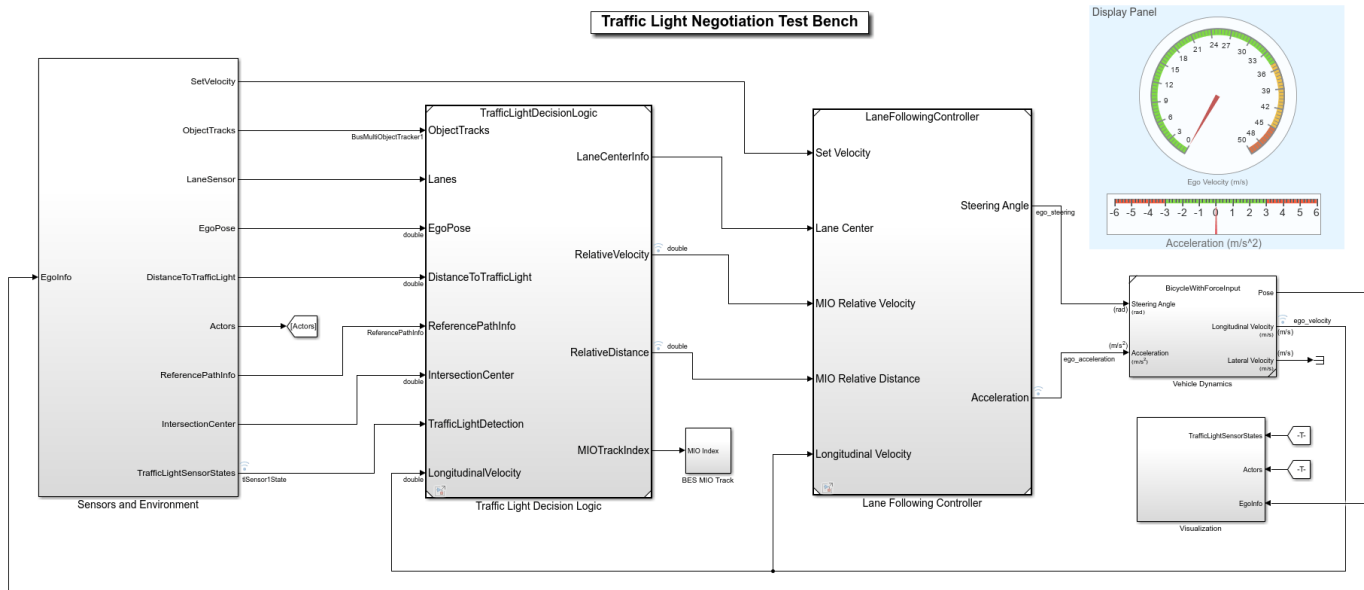 Traffic Light Negotiation Test Bench
Display Panel
0
3
6
9
12
15
18
21
24
27
30
33
36
39
42
45
48
50
Ego Velocity (m/s)
-6 -5 -4 -3 -2 -1 0 1 2 3 4 5 6
Acceleration (m/s^2)
EgoInfo
SetVelocity
ObjectTracks
LaneSensor
EgoPose
DistanceToTrafficLight
Actors
ReferencePathInfo
IntersectionCenter
TrafficLightSensorStates
Sensors and Environment
[Actors]
BusMultiObjectTracker1
double
double
ReferencePathInfo
double
tlSensor1State
double
TrafficLightDecisionLogic
ObjectTracks
Lanes
EgoPose
DistanceToTrafficLight
ReferencePathInfo
IntersectionCenter
TrafficLightDetection
LongitudinalVelocity
LaneCenterInfo
RelativeVelocity
RelativeDistance
MIOTrackIndex
Traffic Light Decision Logic
double
double
MIO Index
BES MIO Track
LaneFollowingController
Set Velocity
Lane Center
MIO Relative Velocity
MIO Relative Distance
Longitudinal Velocity
Steering Angle
Acceleration
Lane Following Controller
ego_steering
(rad)
(m/s²)
ego_acceleration
BicycleWithForceInput
Steering Angle
(rad)
Acceleration
(m/s²)
Pose
Longitudinal Velocity
(m/s)
Lateral Velocity
(m/s)
Vehicle Dynamics
ego_velocity
(m/s)
(m/s)
TrafficLightSensorStates
Actors
EgoInfo
-T-
-T-
Visualization